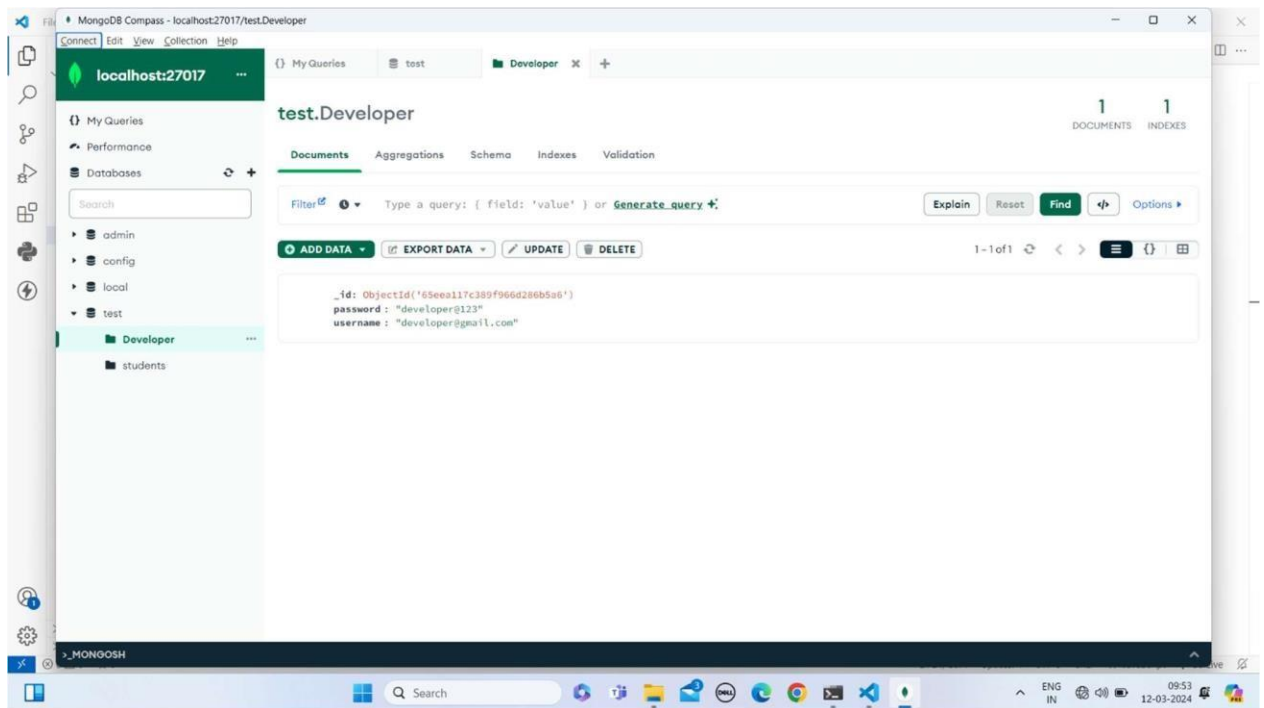 File
MongoDB Compass - localhost:27017/test.Developer
Connect Edit View Collection Help
localhost:27017 ...
{} My Queries
test
Developer
test.Developer
1 DOCUMENTS
1 INDEXES
{} My Queries
Performance
Databases
Search
admin
config
local
test
Developer ...
students
Documents Aggregations Schema Indexes Validation
Filter Type a query: { field: 'value' } or Generate query
Explain Reset Find </> Options
ADD DATA EXPORT DATA UPDATE DELETE
1-1 of 1 {}
_id: ObjectId('65eea117c389f966d286b5a6')
password : "developer@123"
username : "developer@gmail.com"
>_MONGOSH
Search
DELL
3
1
ENG
IN
09:53
12-03-2024